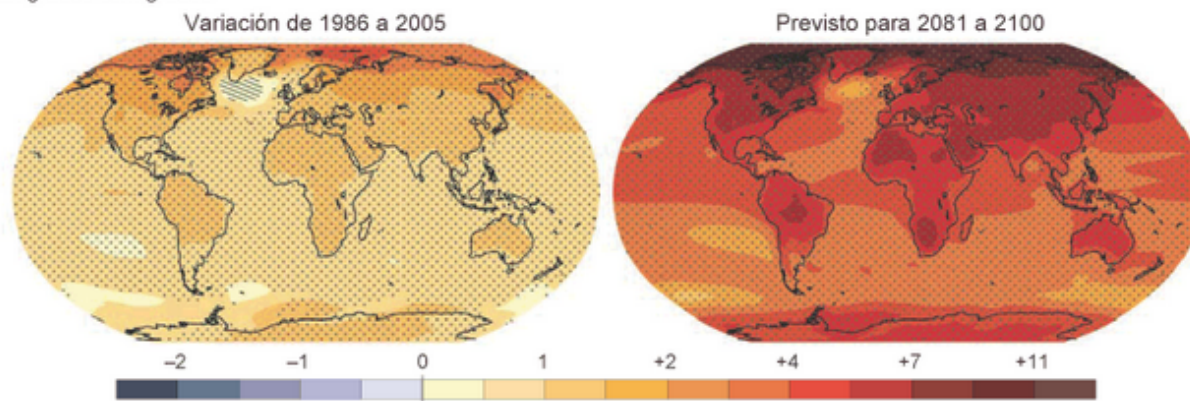 Variación de 1986 a 2005
Previsto para 2081 a 2100
–2 –1 0 1 +2 +4 +7 +11